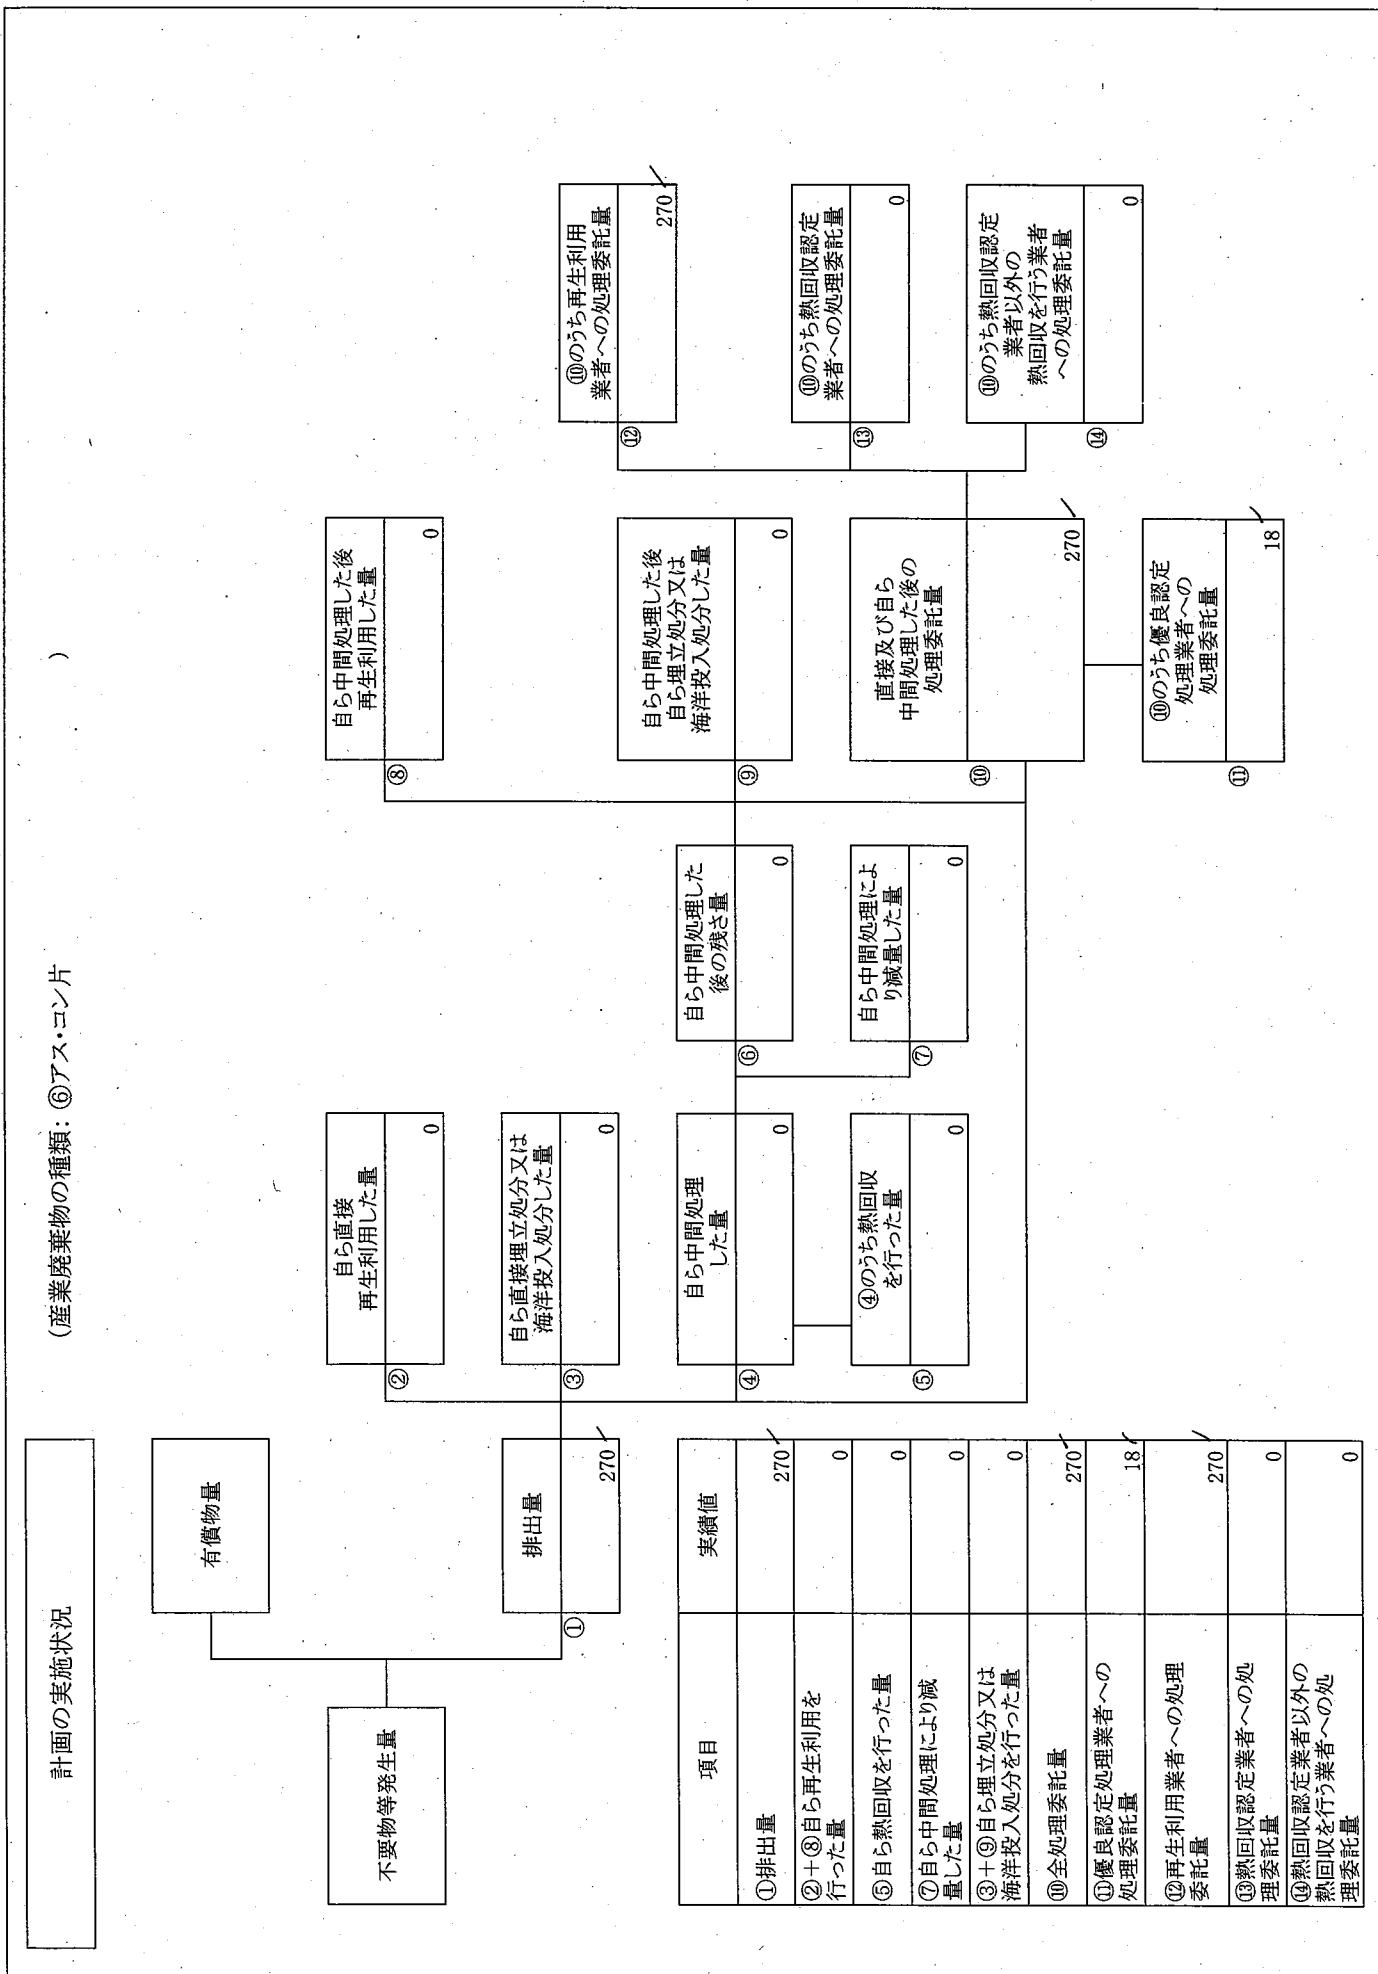 計画の実施状況
(産業廃棄物の種類: ⑥アス・コン片 )
不要物等発生量
有償物量
①
排出量
270
②
自ら直接
再生利用した量
0
③
自ら直接埋立処分又は
海洋投入処分した量
0
④
自ら中間処理
した量
0
⑤
④のうち熱回収
を行った量
0
⑥
自ら中間処理した
後の残さ量
0
⑦
自ら中間処理によ
り減量した量
0
⑧
自ら中間処理した後
再生利用した量
0
⑨
自ら中間処理した後
自ら埋立処分又は
海洋投入処分した量
0
⑩
直接及び自ら
中間処理した後の
処理委託量
270
⑪
⑩のうち優良認定
処理業者への
処理委託量
18
⑫
⑩のうち再生利用
業者への処理委託量
270
⑬
⑩のうち熱回収認定
業者への処理委託量
0
⑭
⑩のうち熱回収認定
業者以外の
熱回収を行う業者
への処理委託量
0
項目 実績値
①排出量 270
②+⑧自ら再生利用を
行った量 0
⑤自ら熱回収を行った量 0
⑦自ら中間処理により減
量した量 0
③+⑨自ら埋立処分又は
海洋投入処分を行った量 0
⑩全処理委託量 270
⑪優良認定処理業者への
処理委託量 18
⑫再生利用業者への処理
委託量 270
⑬熱回収認定業者への処
理委託量 0
⑭熱回収認定業者以外の
熱回収を行う業者への処
理委託量 0